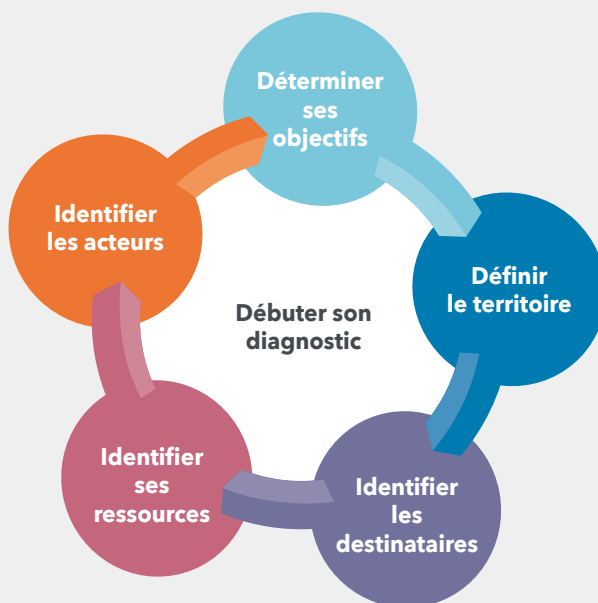 Déterminer
ses
objectifs
Définir
le territoire
Identifier
les destinataires
Identifier
ses
ressources
Identifier
les acteurs
Débuter son
diagnostic